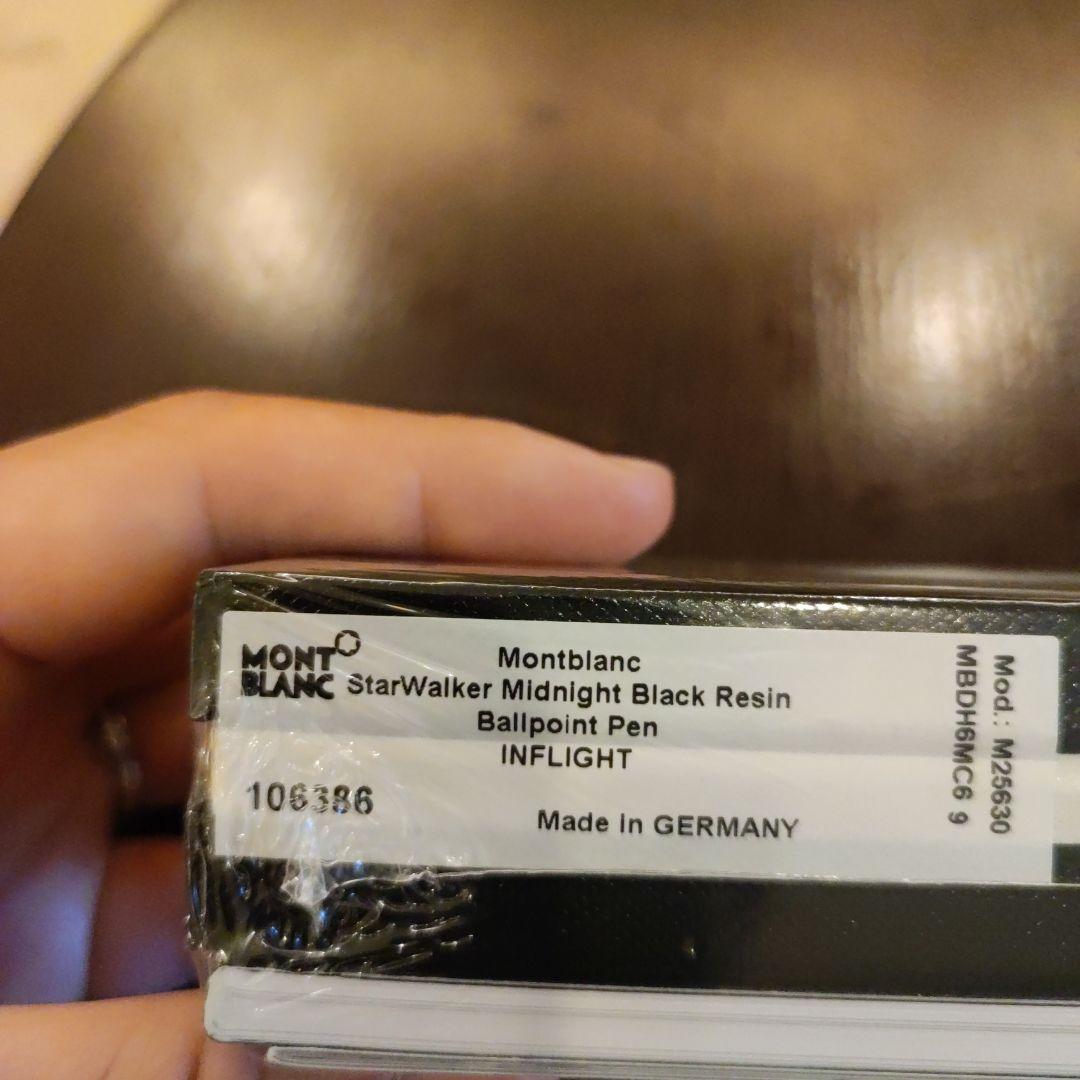 MONT
BLANC
Montblanc
StarWalker Midnight Black Resin
Ballpoint Pen
INFLIGHT
106386
Made in GERMANY
Mod.: M25630
MBDH6MC6 9